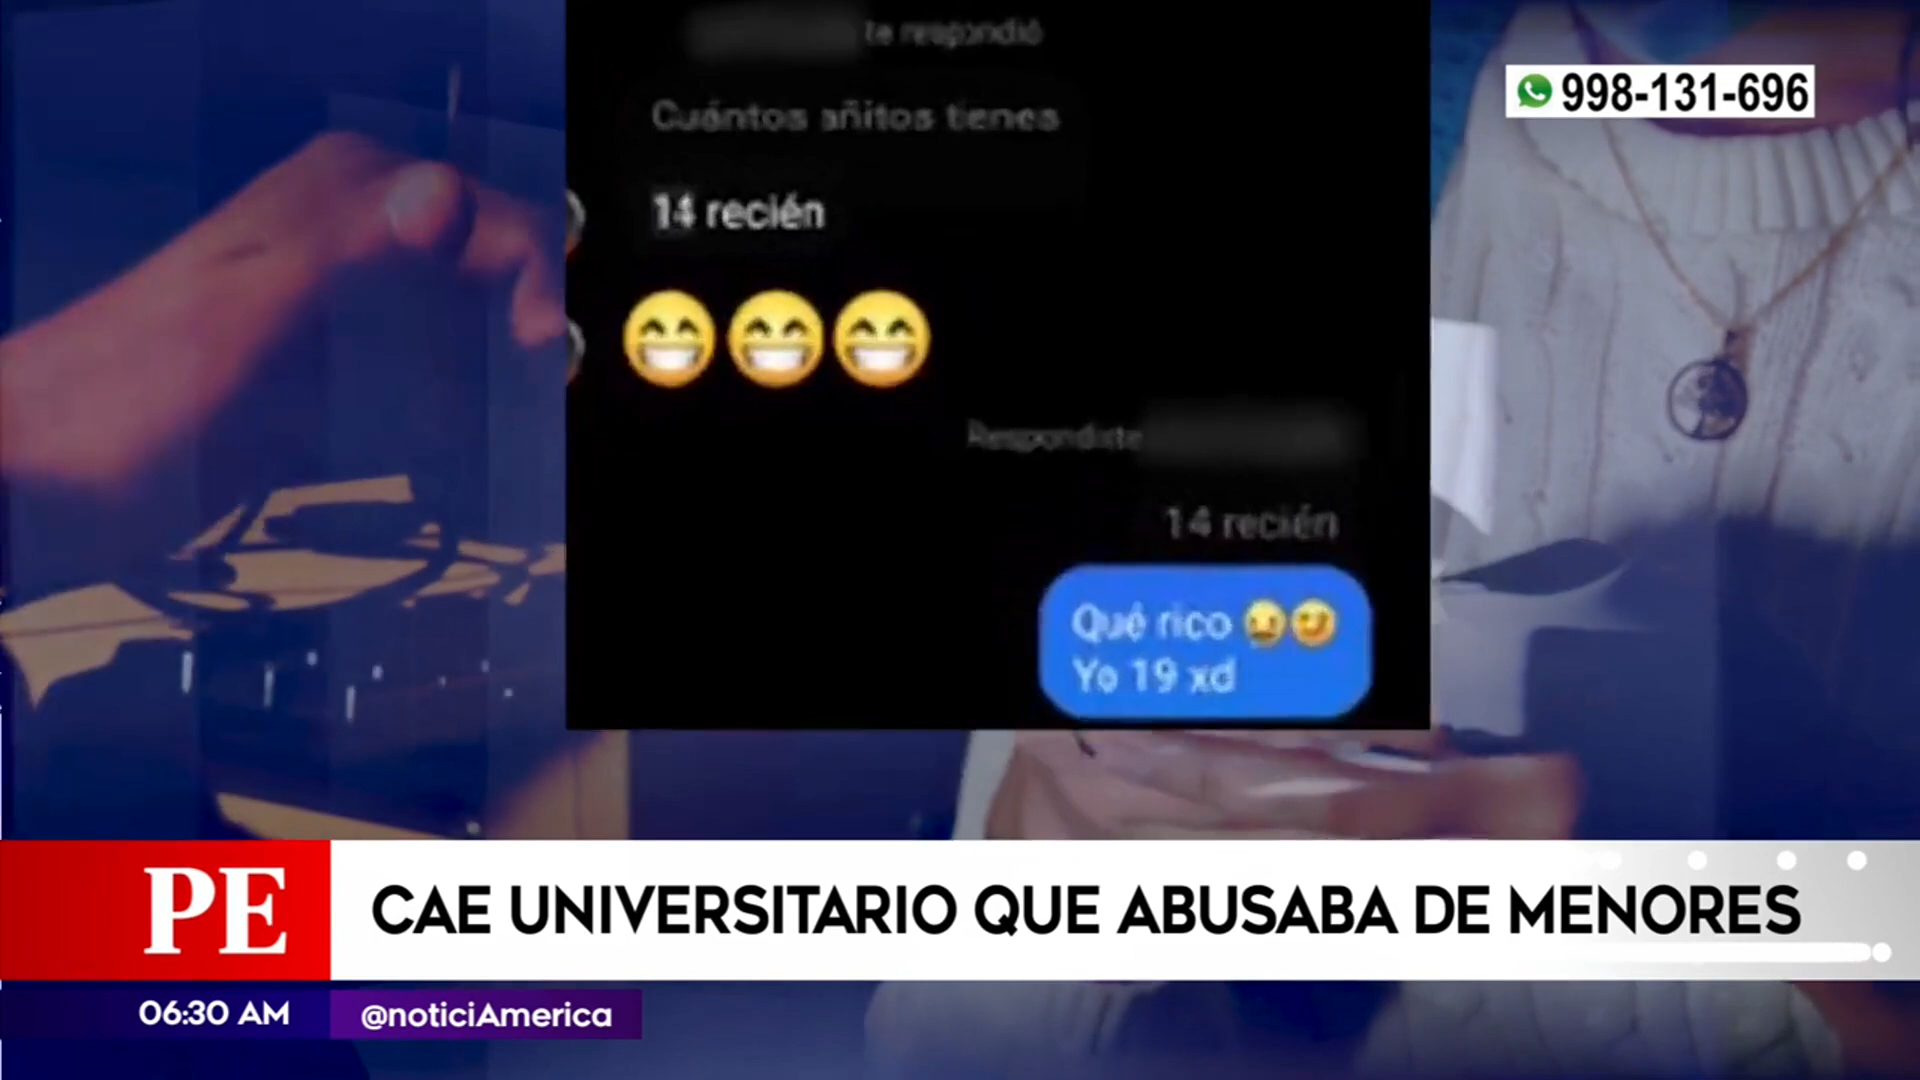 te respondió
Cuántos añitos tienes
14 recién
Respondiste
14 recién
Qué rico
Yo 19 xd
998-131-696
PE
CAE UNIVERSITARIO QUE ABUSABA DE MENORES
06:30 AM
@noticiAmerica